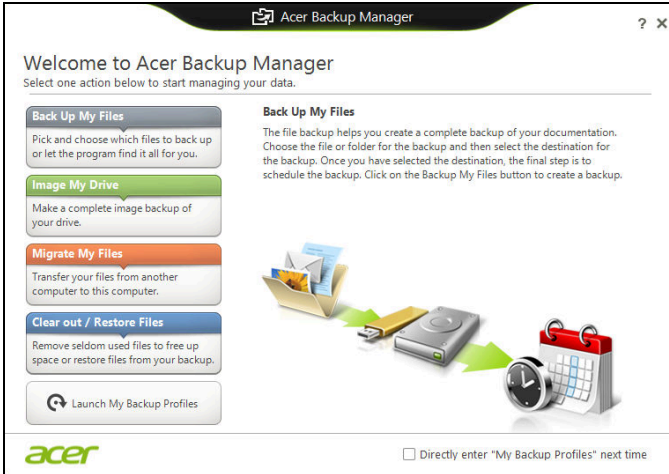 Acer Backup Manager
? X
Welcome to Acer Backup Manager
Select one action below to start managing your data.
Back Up My Files
Pick and choose which files to back up
or let the program find it all for you.
Image My Drive
Make a complete image backup of
your drive.
Migrate My Files
Transfer your files from another
computer to this computer.
Clear out / Restore Files
Remove seldom used files to free up
space or restore files from your backup.
Launch My Backup Profiles
Back Up My Files
The file backup helps you create a complete backup of your documentation.
Choose the file or folder for the backup and then select the destination for
the backup. Once you have selected the destination, the final step is to
schedule the backup. Click on the Backup My Files button to create a backup.
acer
Directly enter "My Backup Profiles" next time